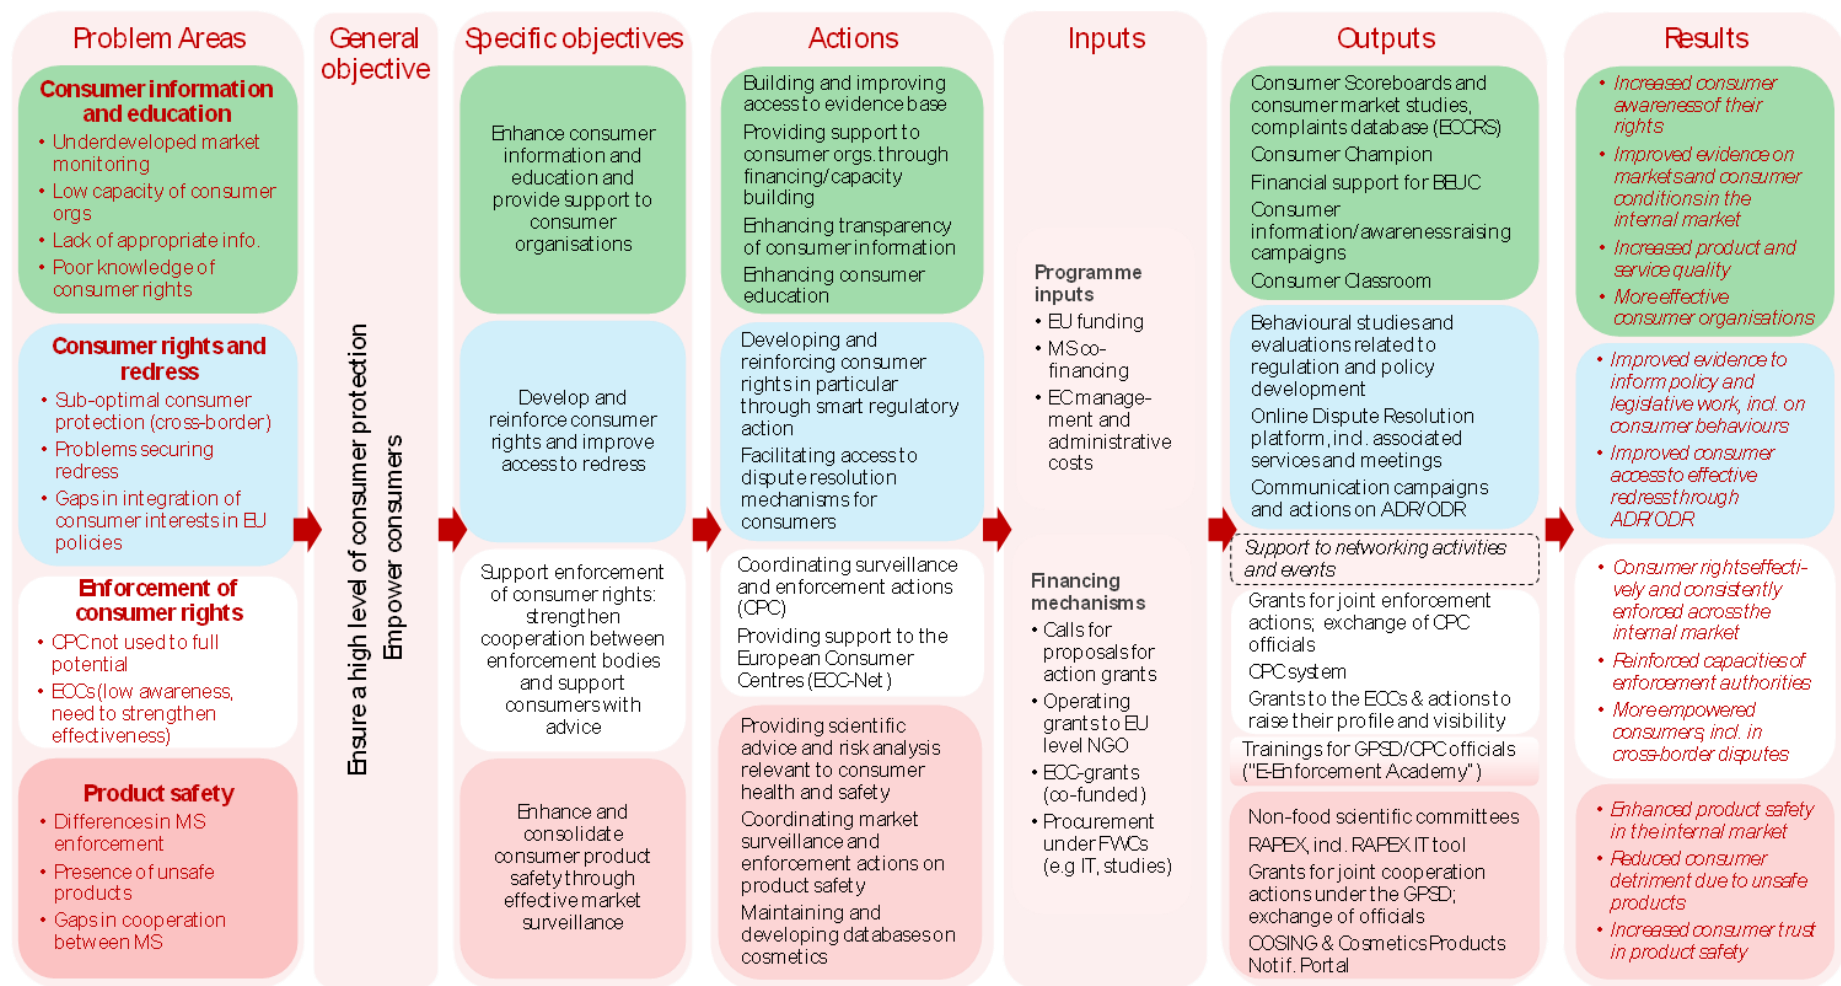 Problem Areas
Consumer information
and education
• Underdeveloped market
monitoring
• Low capacity of consumer
orgs
• Lack of appropriate info.
• Poor knowledge of
consumer rights
Consumer rights and
redress
• Sub-optimal consumer
protection (cross-border)
• Problems securing
redress
• Gaps in integration of
consumer interests in EU
policies
Enforcement of
consumer rights
• CPC not used to full
potential
• ECCs (low awareness,
need to strengthen
effectiveness)
Product safety
• Differences in MS
enforcement
• Presence of unsafe
products
• Gaps in cooperation
between MS
General
objective
Ensure a high level of consumer protection
Empower consumers
Specific objectives
Enhance consumer
information and
education and
provide support to
consumer
organisations
Develop and
reinforce consumer
rights and improve
access to redress
Support enforcement
of consumer rights:
strengthen
cooperation between
enforcement bodies
and support
consumers with
advice
Enhance and
consolidate
consumer product
safety through
effective market
surveillance
Actions
Building and improving
access to evidence base
Providing support to
consumer orgs. through
financing/capacity
building
Enhancing transparency
of consumer information
Enhancing consumer
education
Developing and
reinforcing consumer
rights in particular
through smart regulatory
action
Facilitating access to
dispute resolution
mechanisms for
consumers
Coordinating surveillance
and enforcement actions
(CPC)
Providing support to the
European Consumer
Centres (ECC-Net)
Providing scientific
advice and risk analysis
relevant to consumer
health and safety
Coordinating market
surveillance and
enforcement actions on
product safety
Maintaining and
developing databases on
cosmetics
Inputs
Programme
inputs
• EU funding
• MS co-
financing
• EC manage-
ment and
administrative
costs
Financing
mechanisms
• Calls for
proposals for
action grants
• Operating
grants to EU
level NGO
• ECC-grants
(co-funded)
• Procurement
under FWCs
(e.g IT, studies)
Outputs
Consumer Scoreboards and
consumer market studies,
complaints database (ECCRS)
Consumer Champion
Financial support for BEUC
Consumer
information/awareness raising
campaigns
Consumer Classroom
Behavioural studies and
evaluations related to
regulation and policy
development
Online Dispute Resolution
platform, incl. associated
services and meetings
Communication campaigns
and actions on ADR/ODR
Support to networking activities
and events
Grants for joint enforcement
actions; exchange of CPC
officials
CPC system
Grants to the ECCs & actions to
raise their profile and visibility
Trainings for GPSD/CPC officials
("E-Enforcement Academy")
Non-food scientific committees
RAPEX, incl. RAPEX IT tool
Grants for joint cooperation
actions under the GPSD;
exchange of officials
COSING & Cosmetics Products
Notif. Portal
Results
• Increased consumer
awareness of their
rights
• Improved evidence on
markets and consumer
conditions in the
internal market
• Increased product and
service quality
• More effective
consumer organisations
• Improved evidence to
inform policy and
legislative work, incl. on
consumer behaviours
• Improved consumer
access to effective
redress through
ADR/ODR
• Consumer rights effecti-
vely and consistently
enforced across the
internal market
• Reinforced capacities of
enforcement authorities
• More empowered
consumers, incl. in
cross-border disputes
• Enhanced product safety
in the internal market
• Reduced consumer
detriment due to unsafe
products
• Increased consumer trust
in product safety